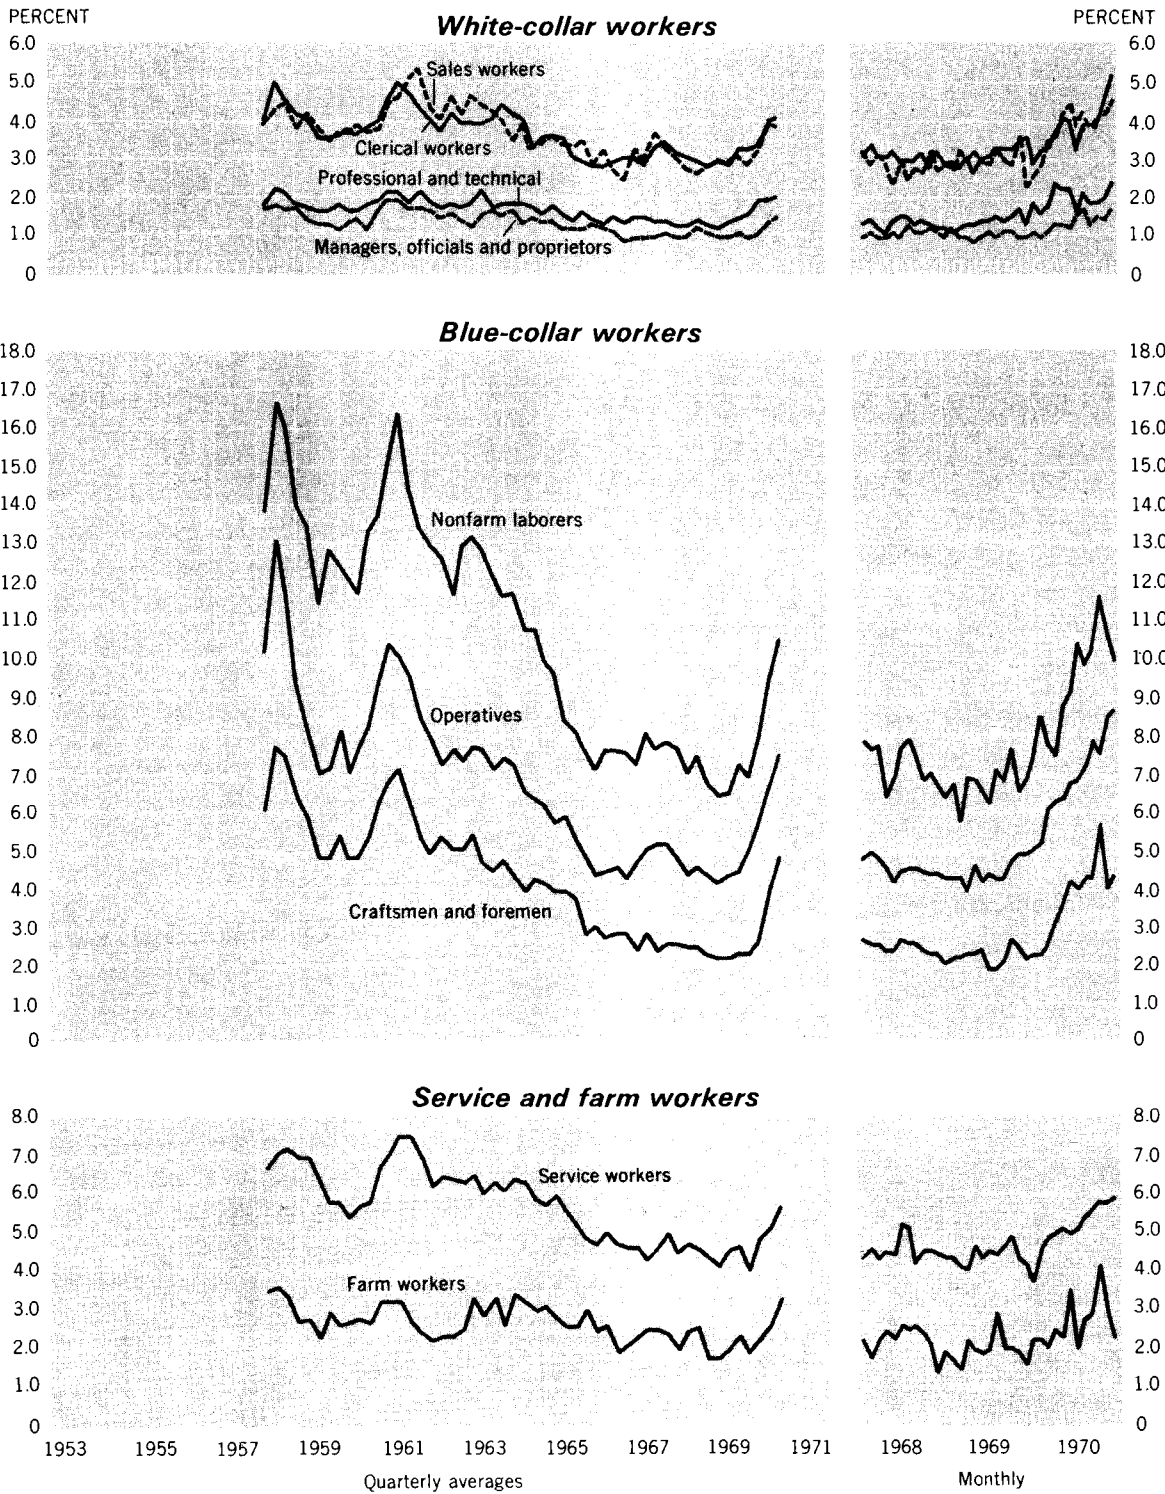 PERCENT PERCENT
White-collar workers
6.0 6.0
Sales workers
5.0 5.0
4.0 4.0
Clerical workers
3.0 3.0
Professional and technical
2.0 2.0
1.0 1.0
Managers, officials and proprietors
0 0
Blue-collar workers
18.0 18.0
17.0 17.0
16.0 16.0
15.0 15.0
14.0 14.0
Nonfarm laborers
13.0 13.0
12.0 12.0
11.0 11.0
10.0 10.0
9.0 9.0
Operatives
8.0 8.0
7.0 7.0
6.0 6.0
5.0 5.0
4.0 4.0
Craftsmen and foremen
3.0 3.0
2.0 2.0
1.0 1.0
0 0
Service and farm workers
8.0 8.0
7.0 7.0
Service workers
6.0 6.0
5.0 5.0
4.0 4.0
Farm workers
3.0 3.0
2.0 2.0
1.0 1.0
0 0
1953 1955 1957 1959 1961 1963 1965 1967 1969 1971 1968 1969 1970
Quarterly averages Monthly